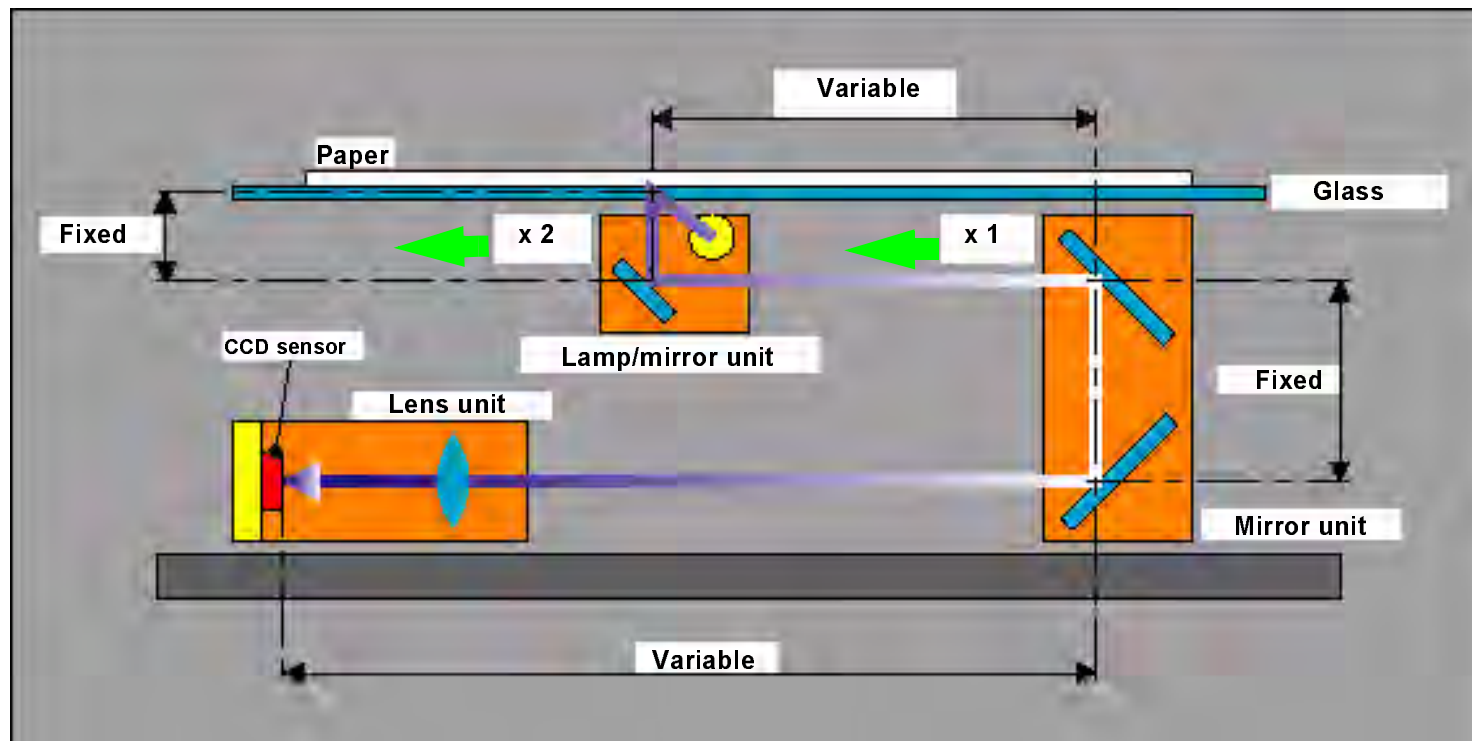 Variable
Paper
Glass
Fixed
x 2
x 1
CCD sensor
Lamp/mirror unit
Fixed
Lens unit
Mirror unit
Variable